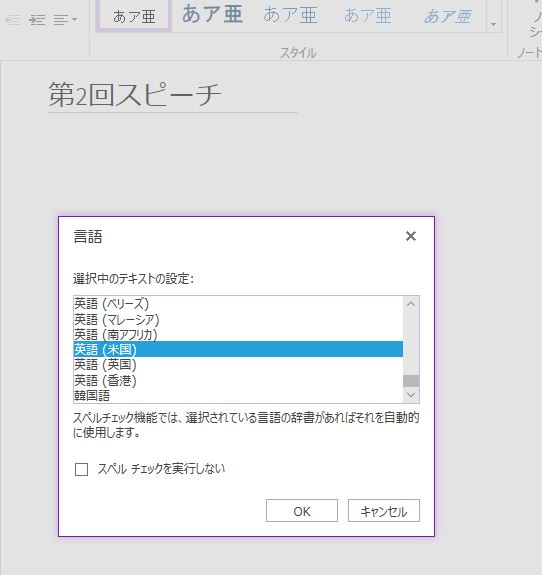 あア亜 あア亜 あア亜 あア亜 あア亜
スタイル
第2回スピーチ
言語
選択中のテキストの設定:
英語 (ベリーズ)
英語 (マレーシア)
英語 (南アフリカ)
英語 (米国)
英語 (英国)
英語 (香港)
韓国語
スペルチェック機能では、選択されている言語の辞書があればそれを自動的
に使用します。
スペル チェックを実行しない
OK キャンセル